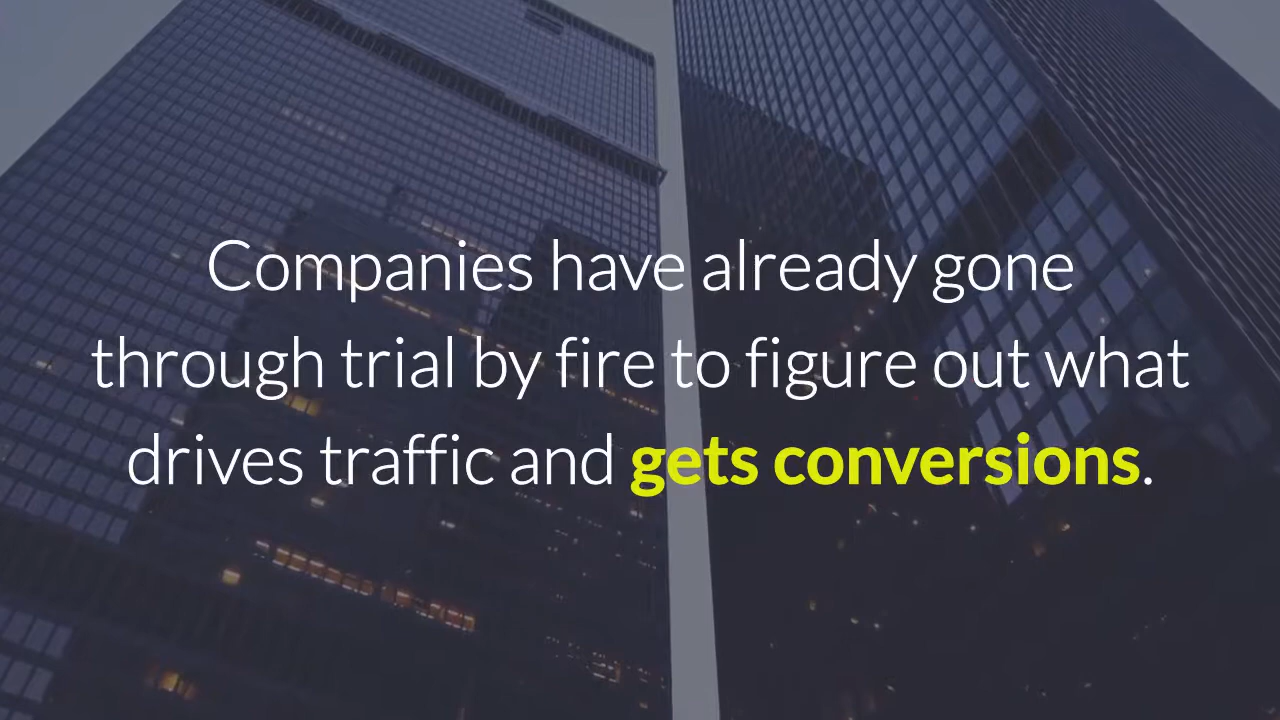 Companies have already gone
through trial by fire to figure out what
drives traffic and gets conversions.